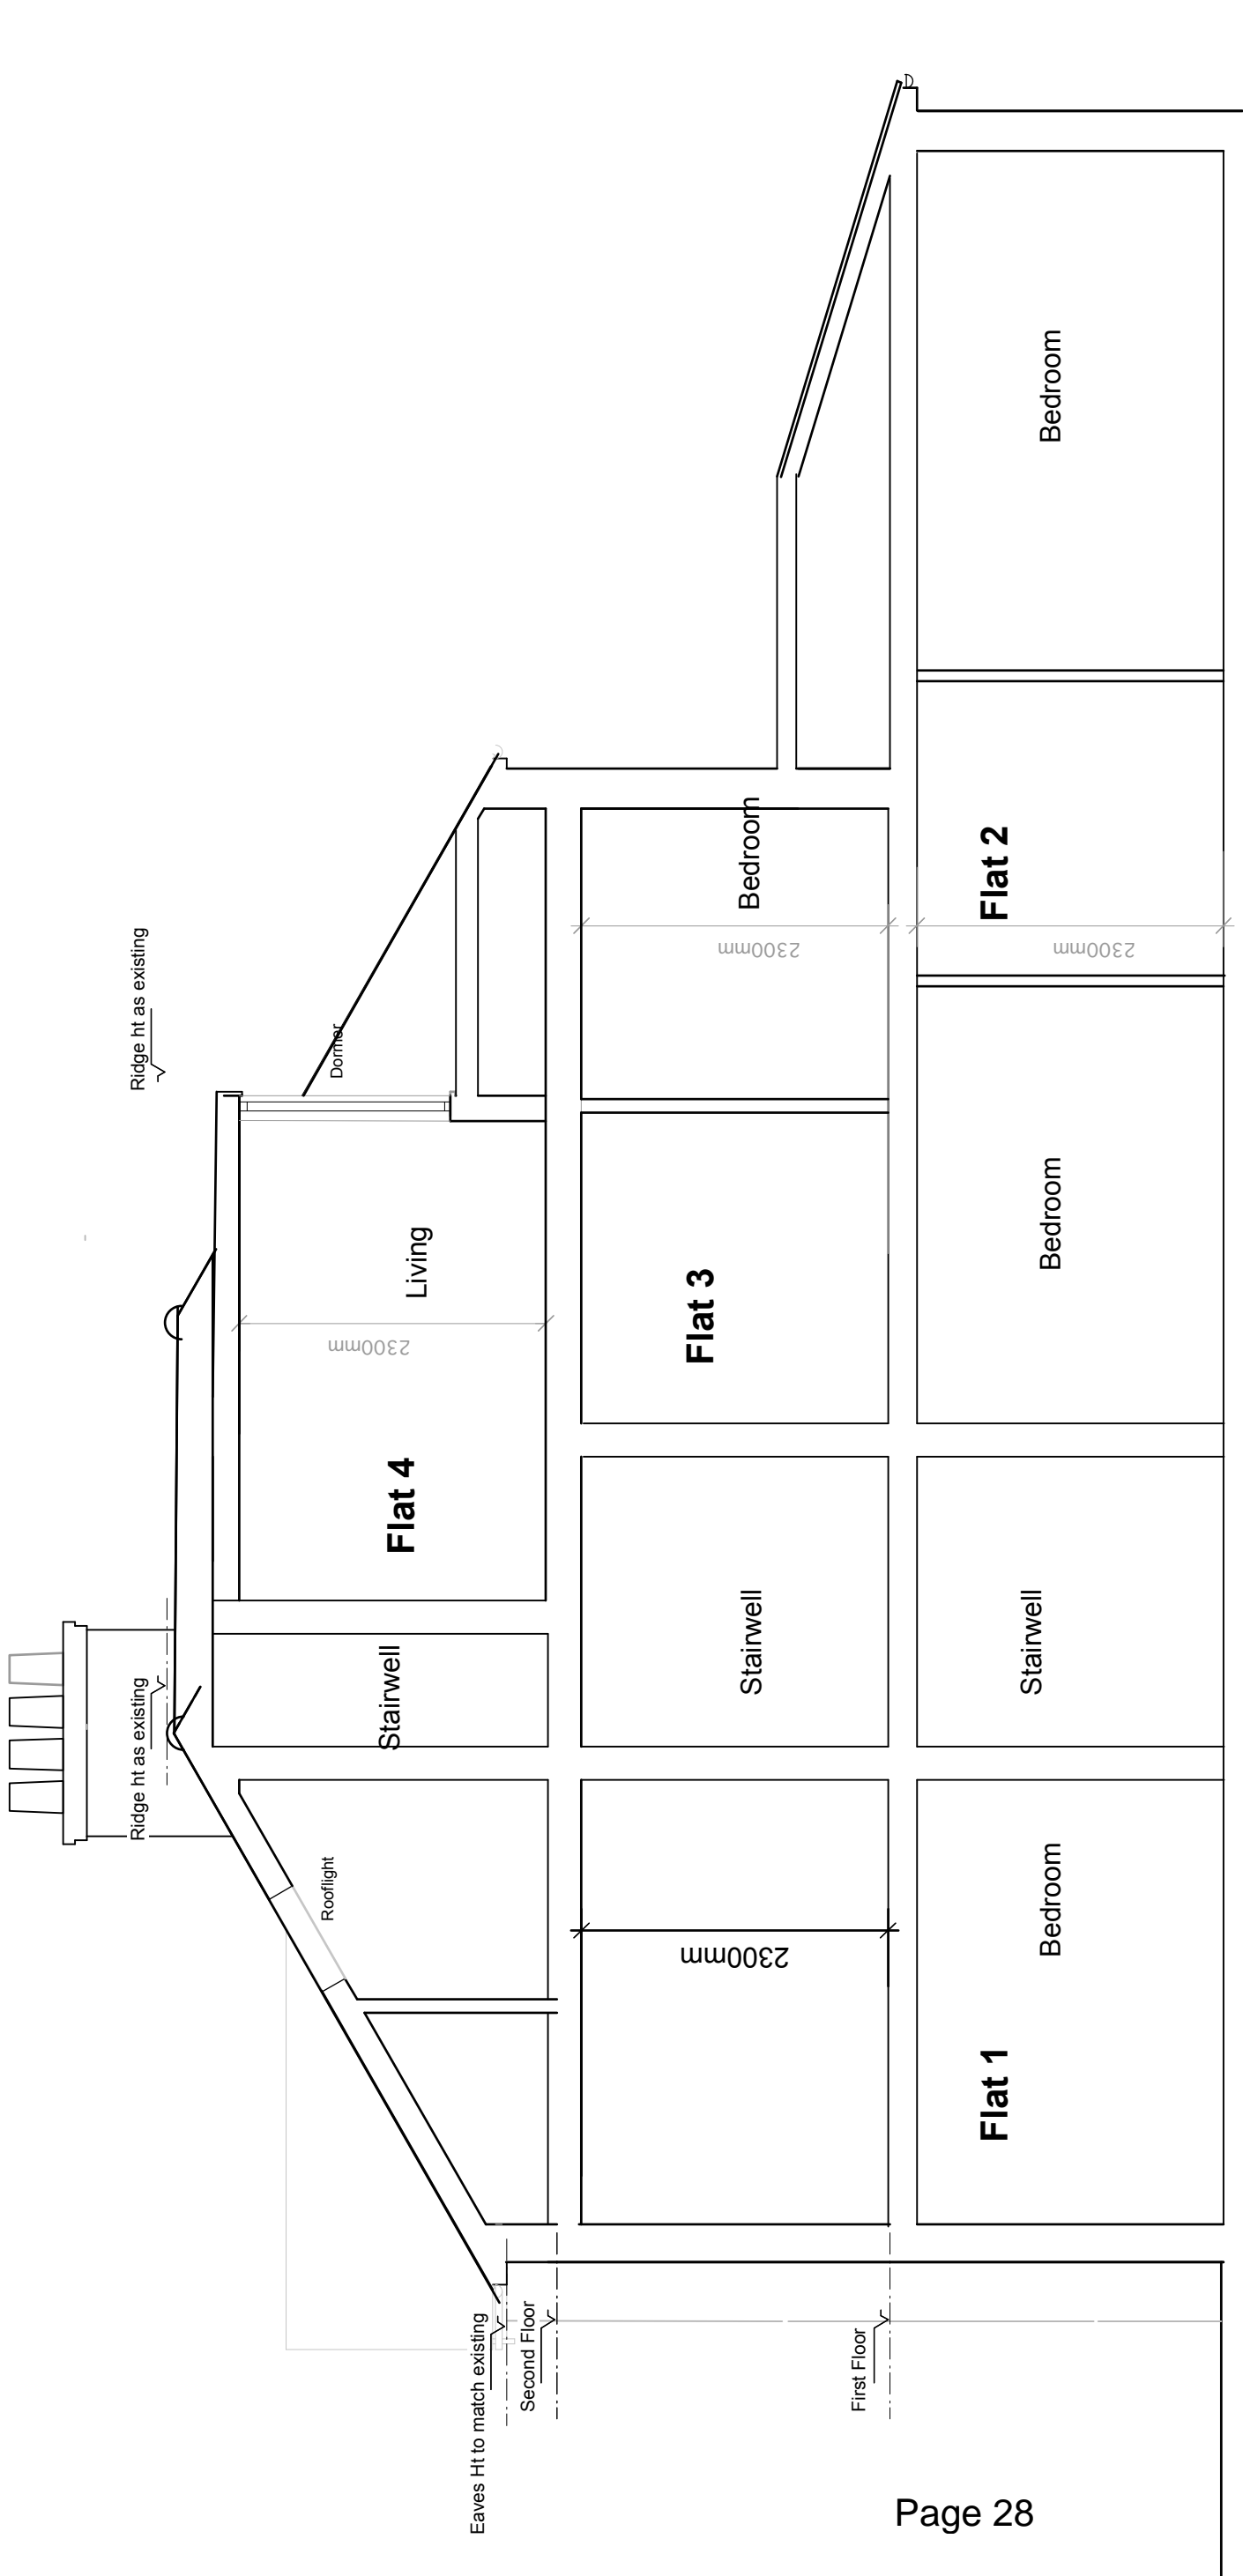 Ridge ht as existing
Ridge ht as existing
Dormer
Rooflight
Stairwell
Flat 4
Living
2300mm
Eaves Ht to match existing
Second Floor
2300mm
Stairwell
Flat 3
Bedroom
2300mm
First Floor
Flat 1
Bedroom
Stairwell
Bedroom
Flat 2
2300mm
Bedroom
Page 28